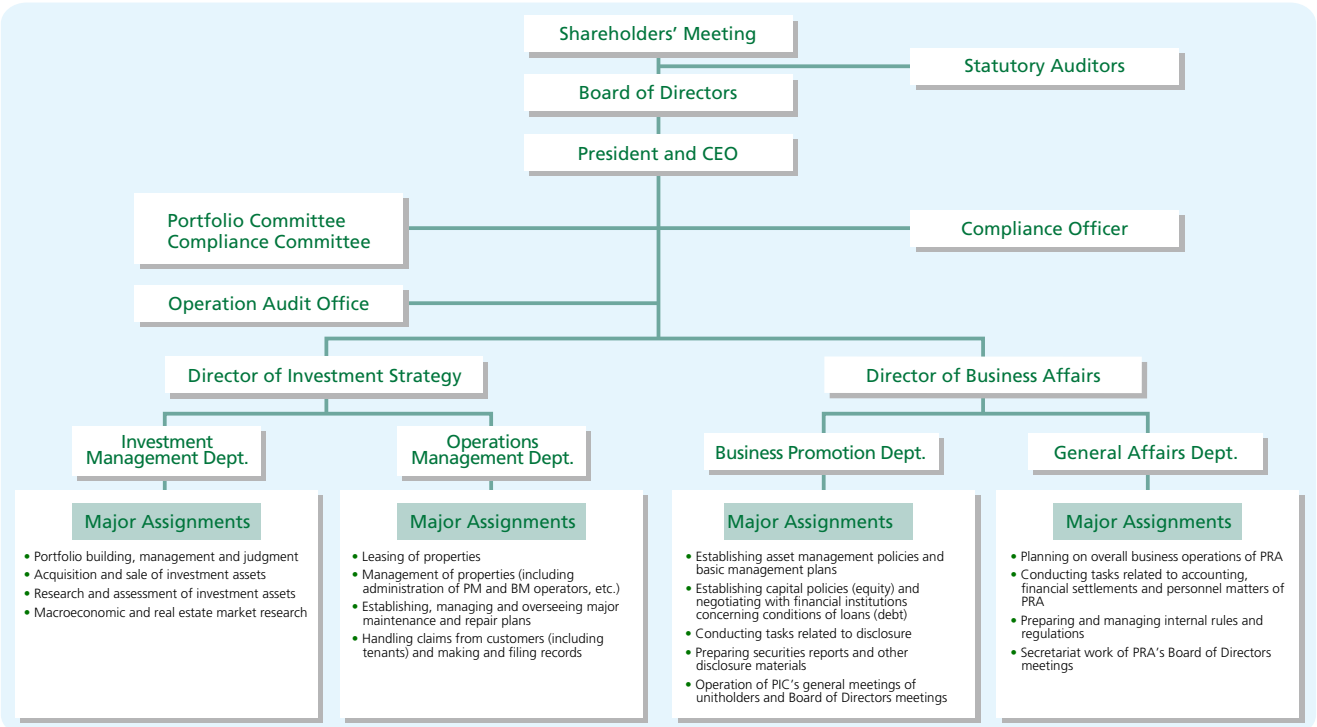 Shareholders’ Meeting
Statutory Auditors
Board of Directors
President and CEO
Portfolio Committee
Compliance Committee
Compliance Officer
Operation Audit Office
Director of Investment Strategy
Director of Business Affairs
Investment
Management Dept.
Operations
Management Dept.
Business Promotion Dept.
General Affairs Dept.
Major Assignments
• Portfolio building, management and judgment
• Acquisition and sale of investment assets
• Research and assessment of investment assets
• Macroeconomic and real estate market research
Major Assignments
• Leasing of properties
• Management of properties (including
administration of PM and BM operators, etc.)
• Establishing, managing and overseeing major
maintenance and repair plans
• Handling claims from customers (including
tenants) and making and filing records
Major Assignments
• Establishing asset management policies and
basic management plans
• Establishing capital policies (equity) and
negotiating with financial institutions
concerning conditions of loans (debt)
• Conducting tasks related to disclosure
• Preparing securities reports and other
disclosure materials
• Operation of PIC’s general meetings of
unitholders and Board of Directors meetings
Major Assignments
• Planning on overall business operations of PRA
• Conducting tasks related to accounting,
financial settlements and personnel matters of
PRA
• Preparing and managing internal rules and
regulations
• Secretariat work of PRA’s Board of Directors
meetings